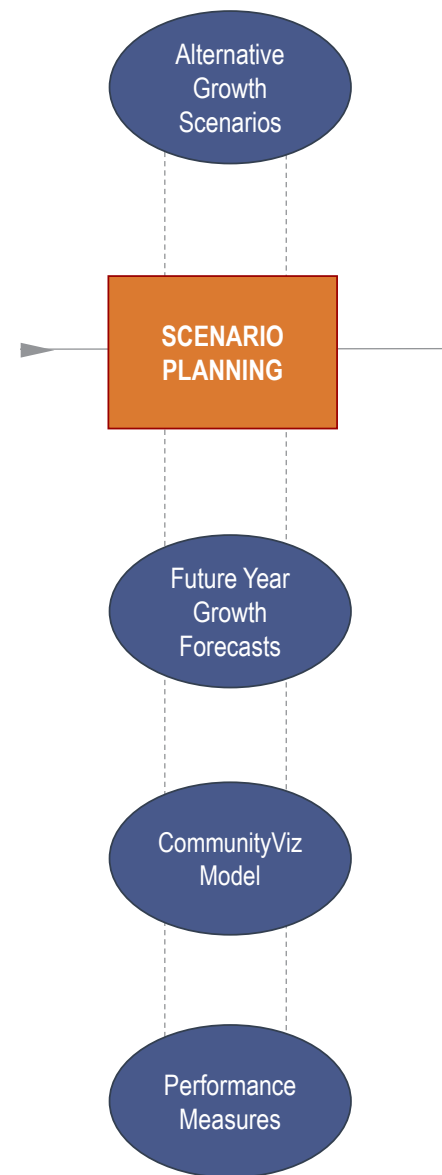 Alternative
Growth
Scenarios
SCENARIO
PLANNING
Future Year
Growth
Forecasts
CommunityViz
Model
Performance
Measures